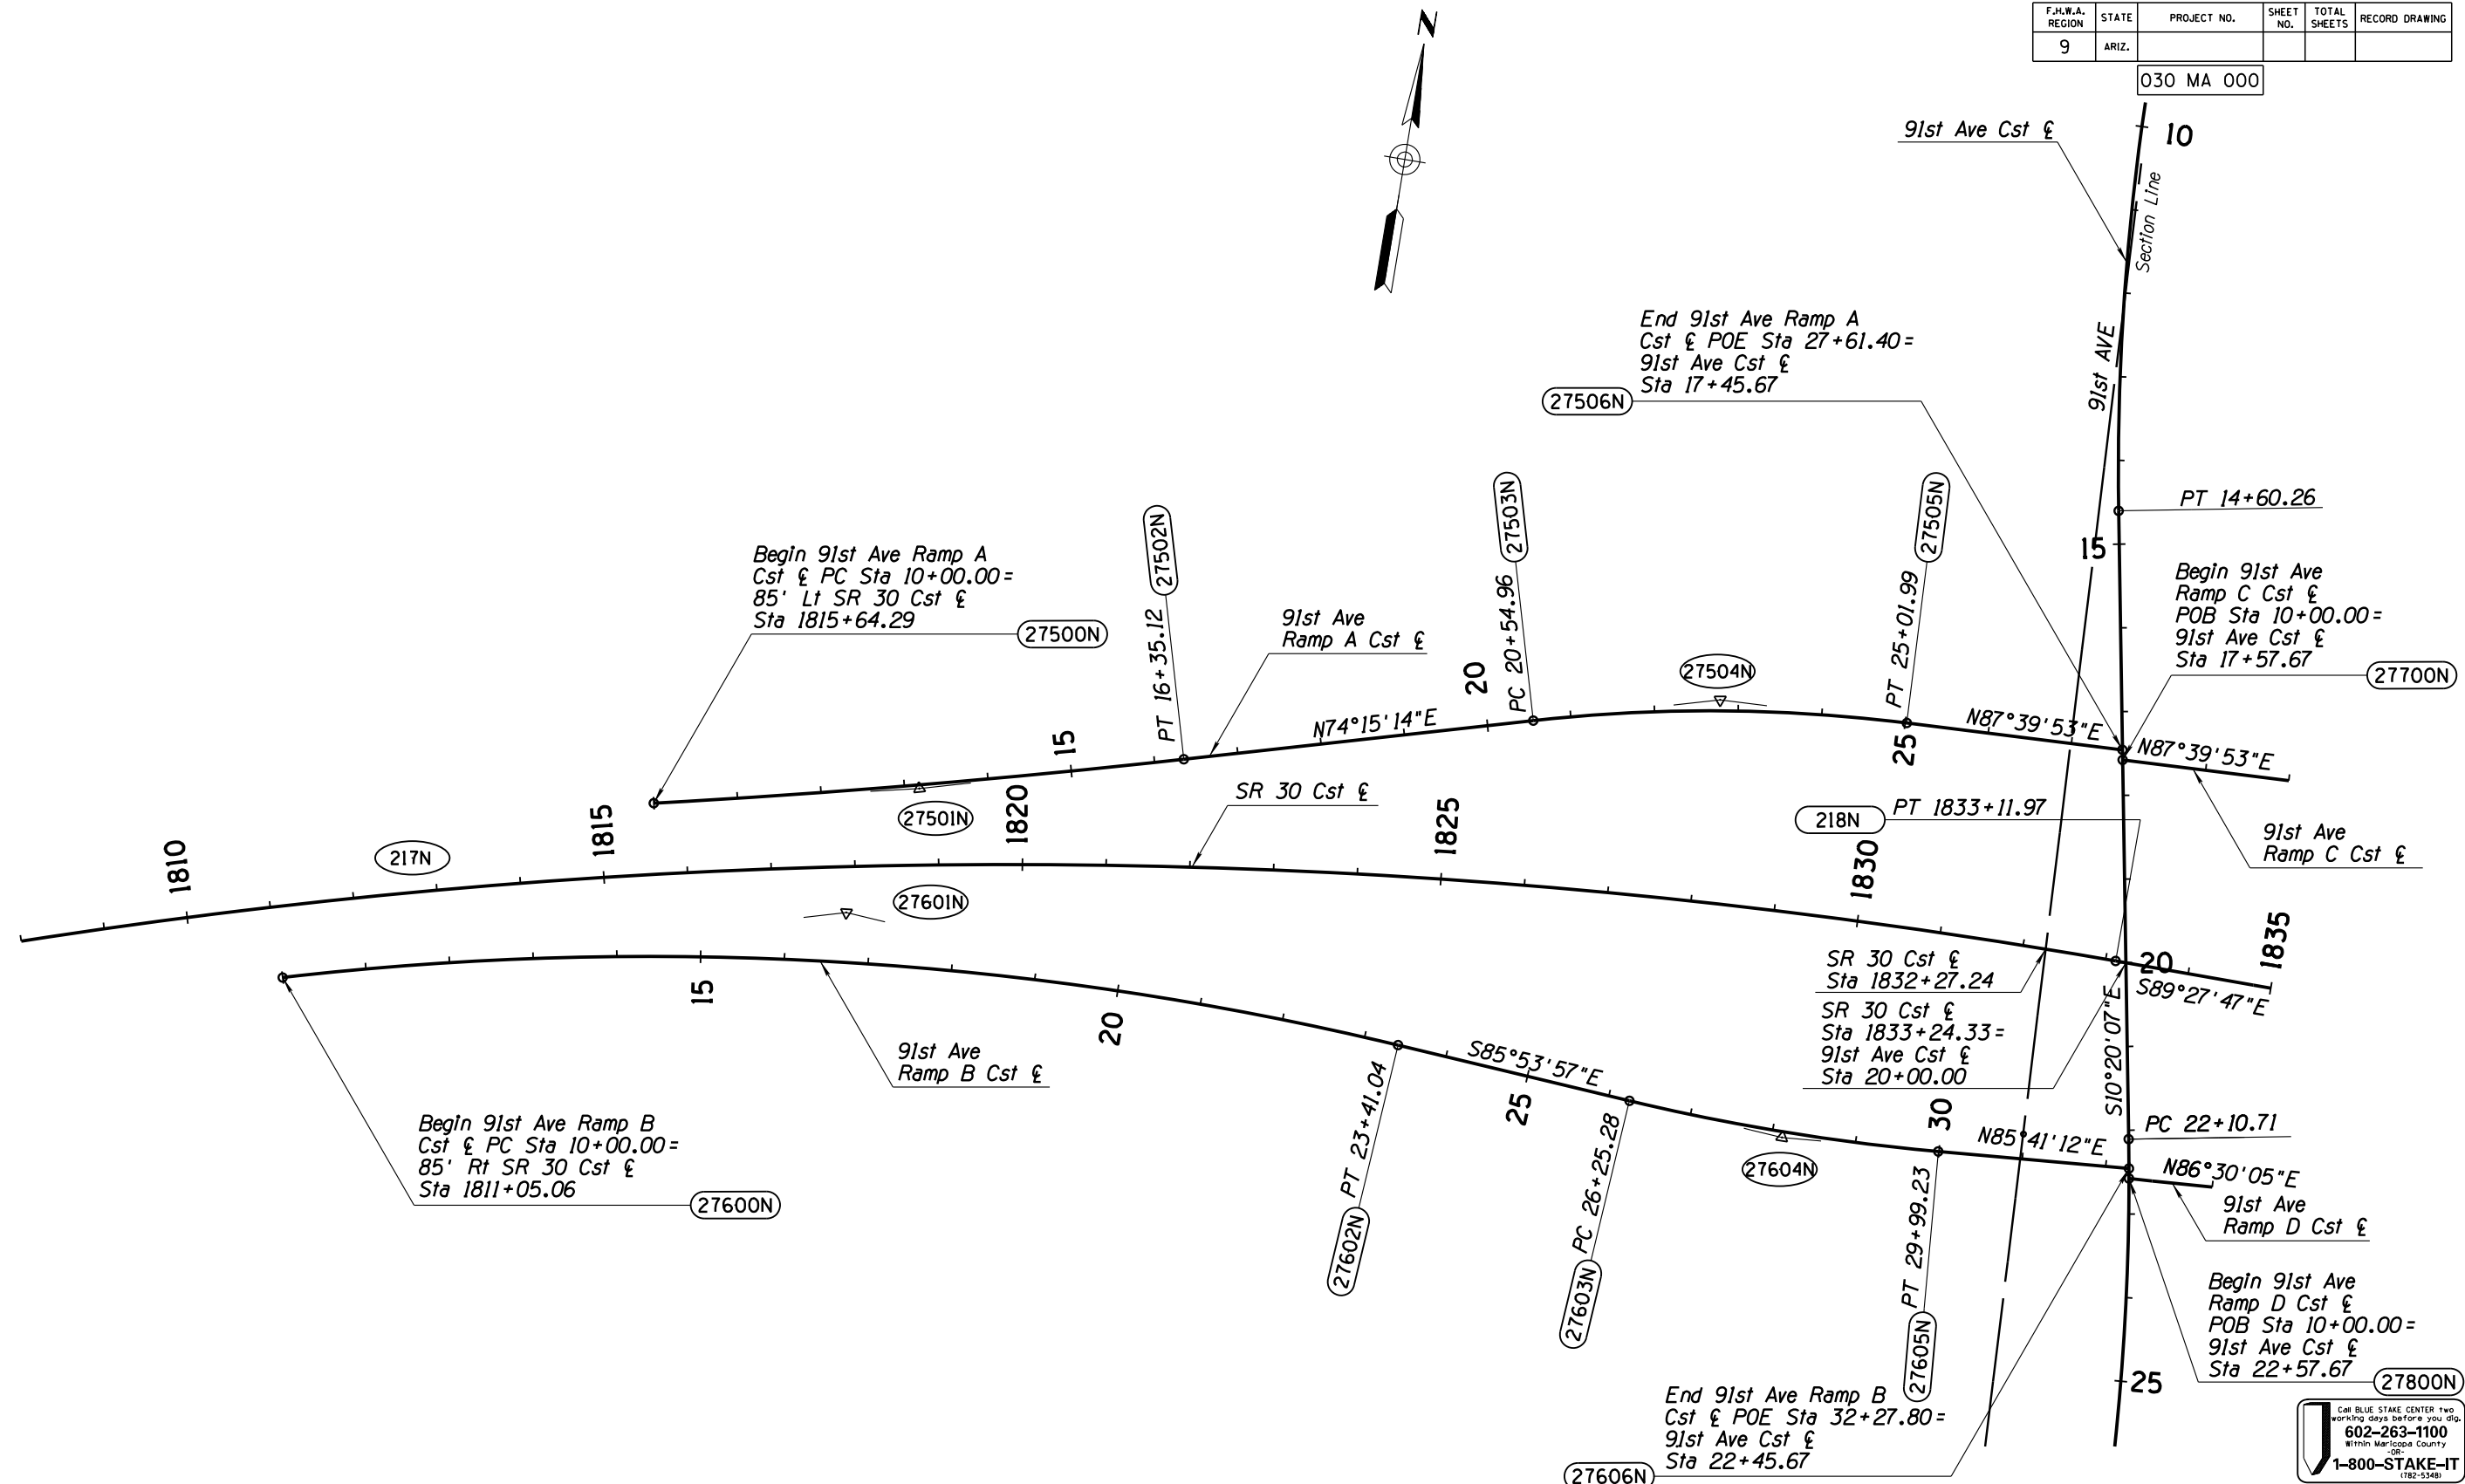 F.H.W.A. REGION
STATE
PROJECT NO.
SHEET NO.
TOTAL SHEETS
RECORD DRAWING
9
ARIZ.
030 MA 000
N
91st Ave Cst ℄
10
Section Line
91st AVE
End 91st Ave Ramp A
Cst ℄ POE Sta 27+61.40=
91st Ave Cst ℄
Sta 17+45.67
27506N
PT 14+60.26
15
Begin 91st Ave
Ramp C Cst ℄
POB Sta 10+00.00=
91st Ave Cst ℄
Sta 17+57.67
27700N
Begin 91st Ave Ramp A
Cst ℄ PC Sta 10+00.00=
85' Lt SR 30 Cst ℄
Sta 1815+64.29
27500N
27502N
PT 16+35.12
91st Ave
Ramp A Cst ℄
27503N
PC 20+54.96
27504N
27505N
PT 25+01.99
15
N74°15'14"E
20
25
N87°39'53"E
N87°39'53"E
27501N
SR 30 Cst ℄
218N
PT 1833+11.97
91st Ave
Ramp C Cst ℄
217N
1810
1815
1820
1825
1830
1835
27601N
SR 30 Cst ℄
Sta 1832+27.24
20
S89°27'47"E
SR 30 Cst ℄
Sta 1833+24.33=
91st Ave Cst ℄
Sta 20+00.00
S10°20'07"E
15
20
91st Ave
Ramp B Cst ℄
S85°53'57"E
25
30
N85°41'12"E
PC 22+10.71
N86°30'05"E
91st Ave
Ramp D Cst ℄
Begin 91st Ave Ramp B
Cst ℄ PC Sta 10+00.00=
85' Rt SR 30 Cst ℄
Sta 1811+05.06
27600N
PT 23+41.04
27602N
PC 26+25.28
27603N
27604N
PT 29+99.23
27605N
Begin 91st Ave
Ramp D Cst ℄
POB Sta 10+00.00=
91st Ave Cst ℄
Sta 22+57.67
27800N
25
End 91st Ave Ramp B
Cst ℄ POE Sta 32+27.80=
91st Ave Cst ℄
Sta 22+45.67
27606N
Call BLUE STAKE CENTER two
working days before you dig.
602-263-1100
Within Maricopa County
-OR-
1-800-STAKE-IT
(782-5348)